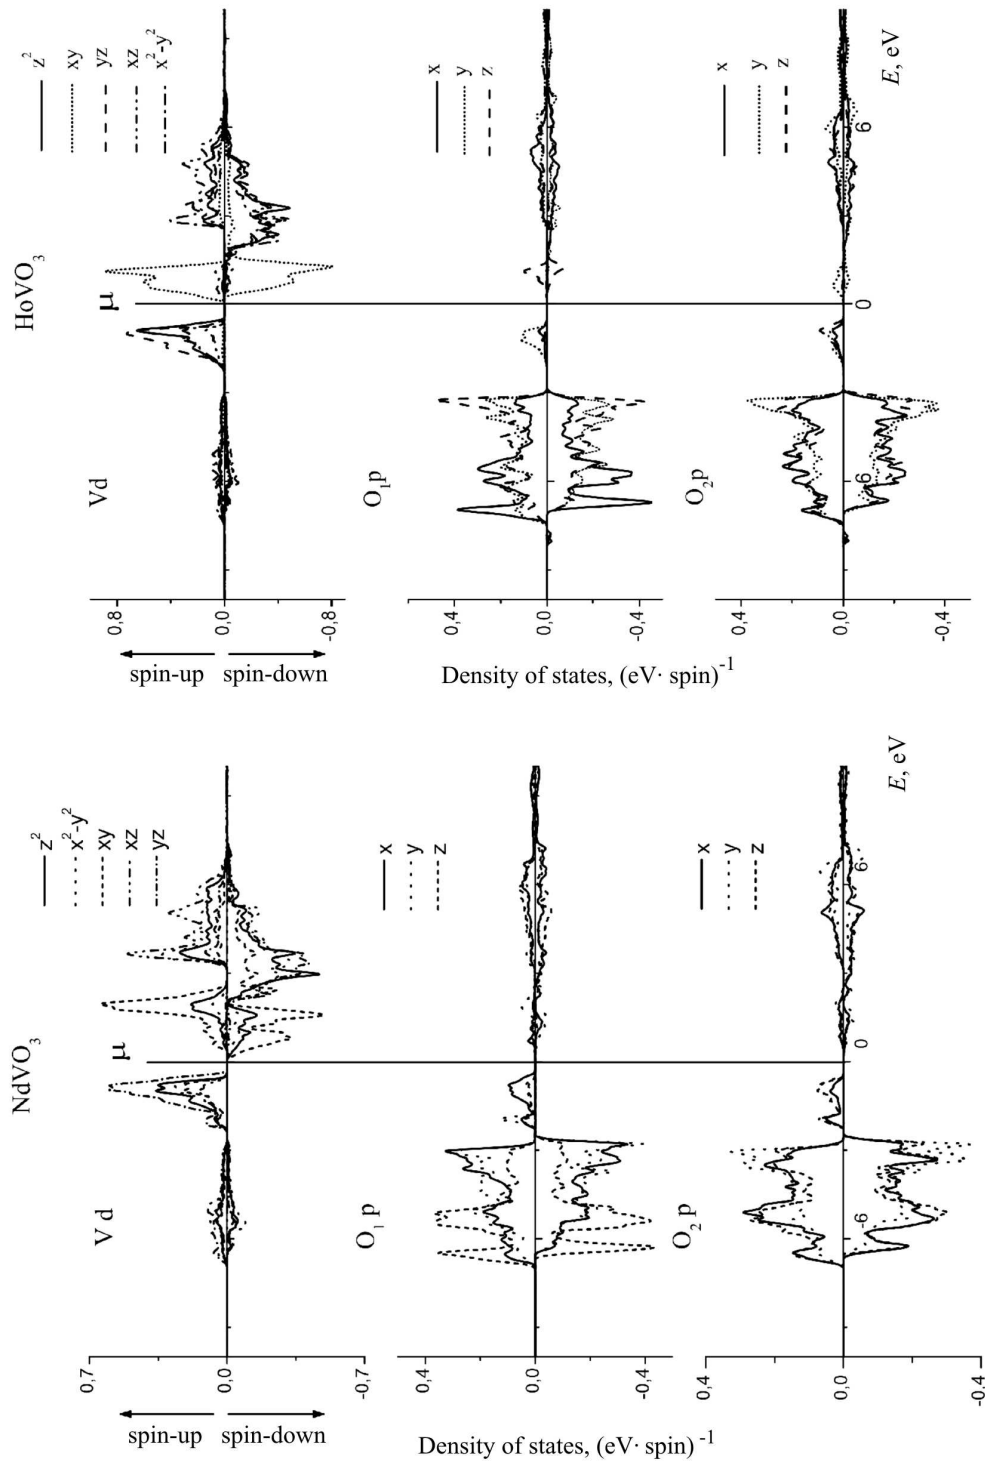 NdVO3
μ
V d
z2
x2-y2
xy
xz
yz
0,7
0,0
-0,7
spin-up
spin-down
O1 p
x
y
z
0,4
0,0
-0,4
O2 p
x
y
z
0,4
0,0
-0.4
-6
0
6
E, eV
Density of states, (eV· spin) -1
HoVO3
μ
Vd
z2
xy
yz
xz
x2-y2
0,8
0,0
-0,8
spin-up
spin-down
O1p
x
y
z
0,4
0,0
-0,4
O2p
x
y
z
0,4
0,0
-0,4
6
0
6
E, eV
Density of states, (eV· spin)-1